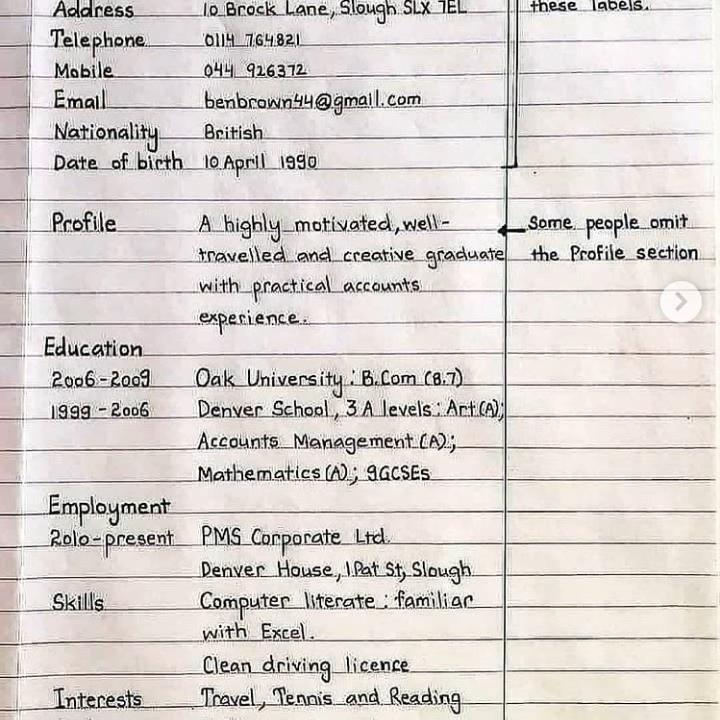 Address 10 Brock Lane, Slough SLX 7EL these labels.
Telephone 0114 764821
Mobile 044 926372
Email benbrown44@gmail.com
Nationality British
Date of birth 10 April 1990
Profile A highly motivated, well- Some people omit
travelled and creative graduate the Profile section
with practical accounts
experience.
Education
2006-2009 Oak University : B.Com (8.7)
1999 - 2006 Denver School, 3 A levels : Art (A);
Accounts Management (A);
Mathematics (A); 9GCSEs
Employment
2010-present PMS Corporate Ltd.
Denver House, 1 Pat St, Slough
Skills Computer literate : familiar
with Excel.
Clean driving licence
Interests Travel, Tennis and Reading